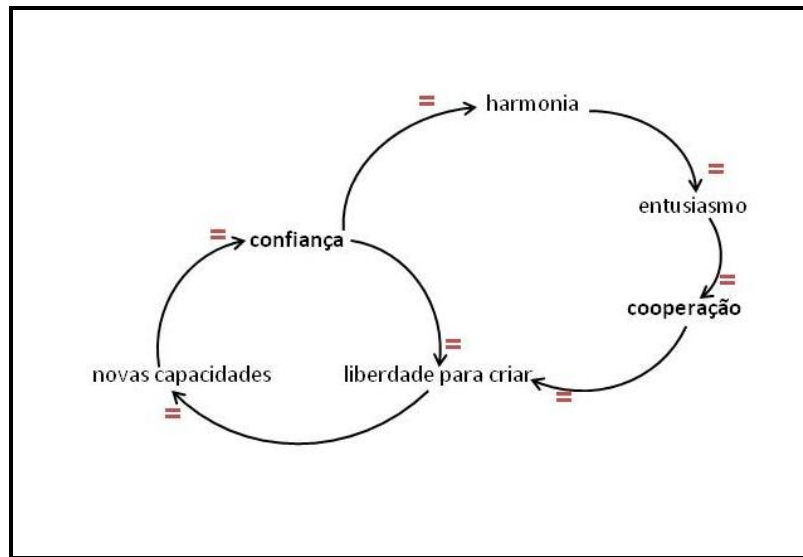 = harmonia
=
entusiasmo
= confiança
=
cooperação
=
novas capacidades liberdade para criar
= =